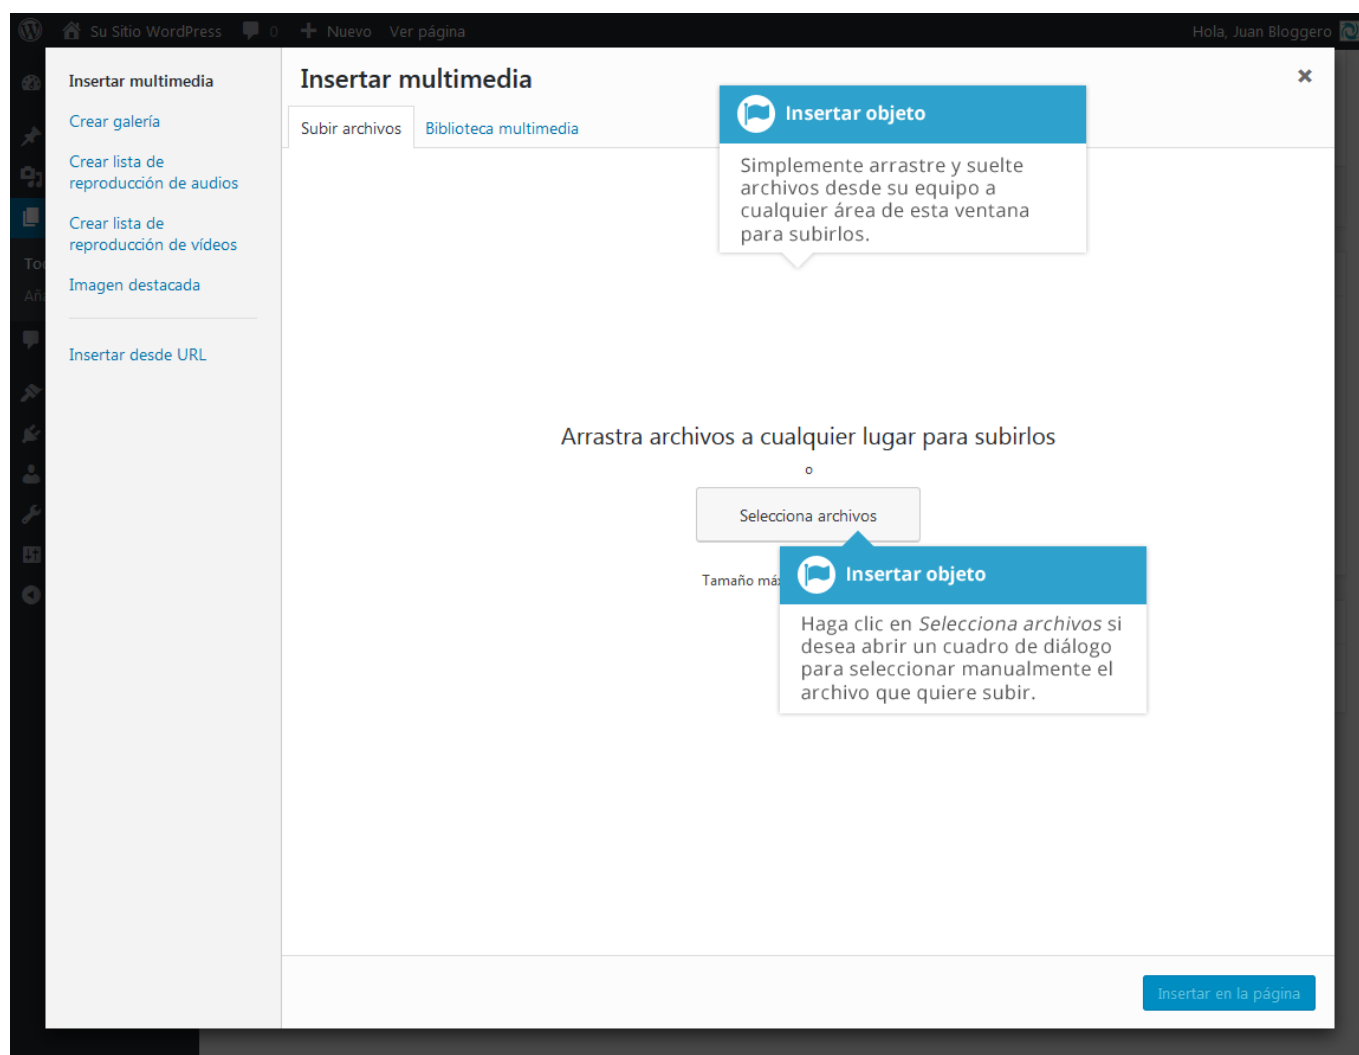 Su Sitio WordPress 0 Nuevo Ver página Hola, Juan Bloggero
Insertar multimedia
Crear galería
Crear lista de
reproducción de audios
Crear lista de
reproducción de vídeos
Imagen destacada
Insertar desde URL
Insertar multimedia
Subir archivos Biblioteca multimedia
Insertar objeto
Simplemente arrastre y suelte
archivos desde su equipo a
cualquier área de esta ventana
para subirlos.
Arrastra archivos a cualquier lugar para subirlos
o
Selecciona archivos
Tamaño
Insertar objeto
Haga clic en Selecciona archivos si
desea abrir un cuadro de diálogo
para seleccionar manualmente el
archivo que quiere subir.
Insertar en la página